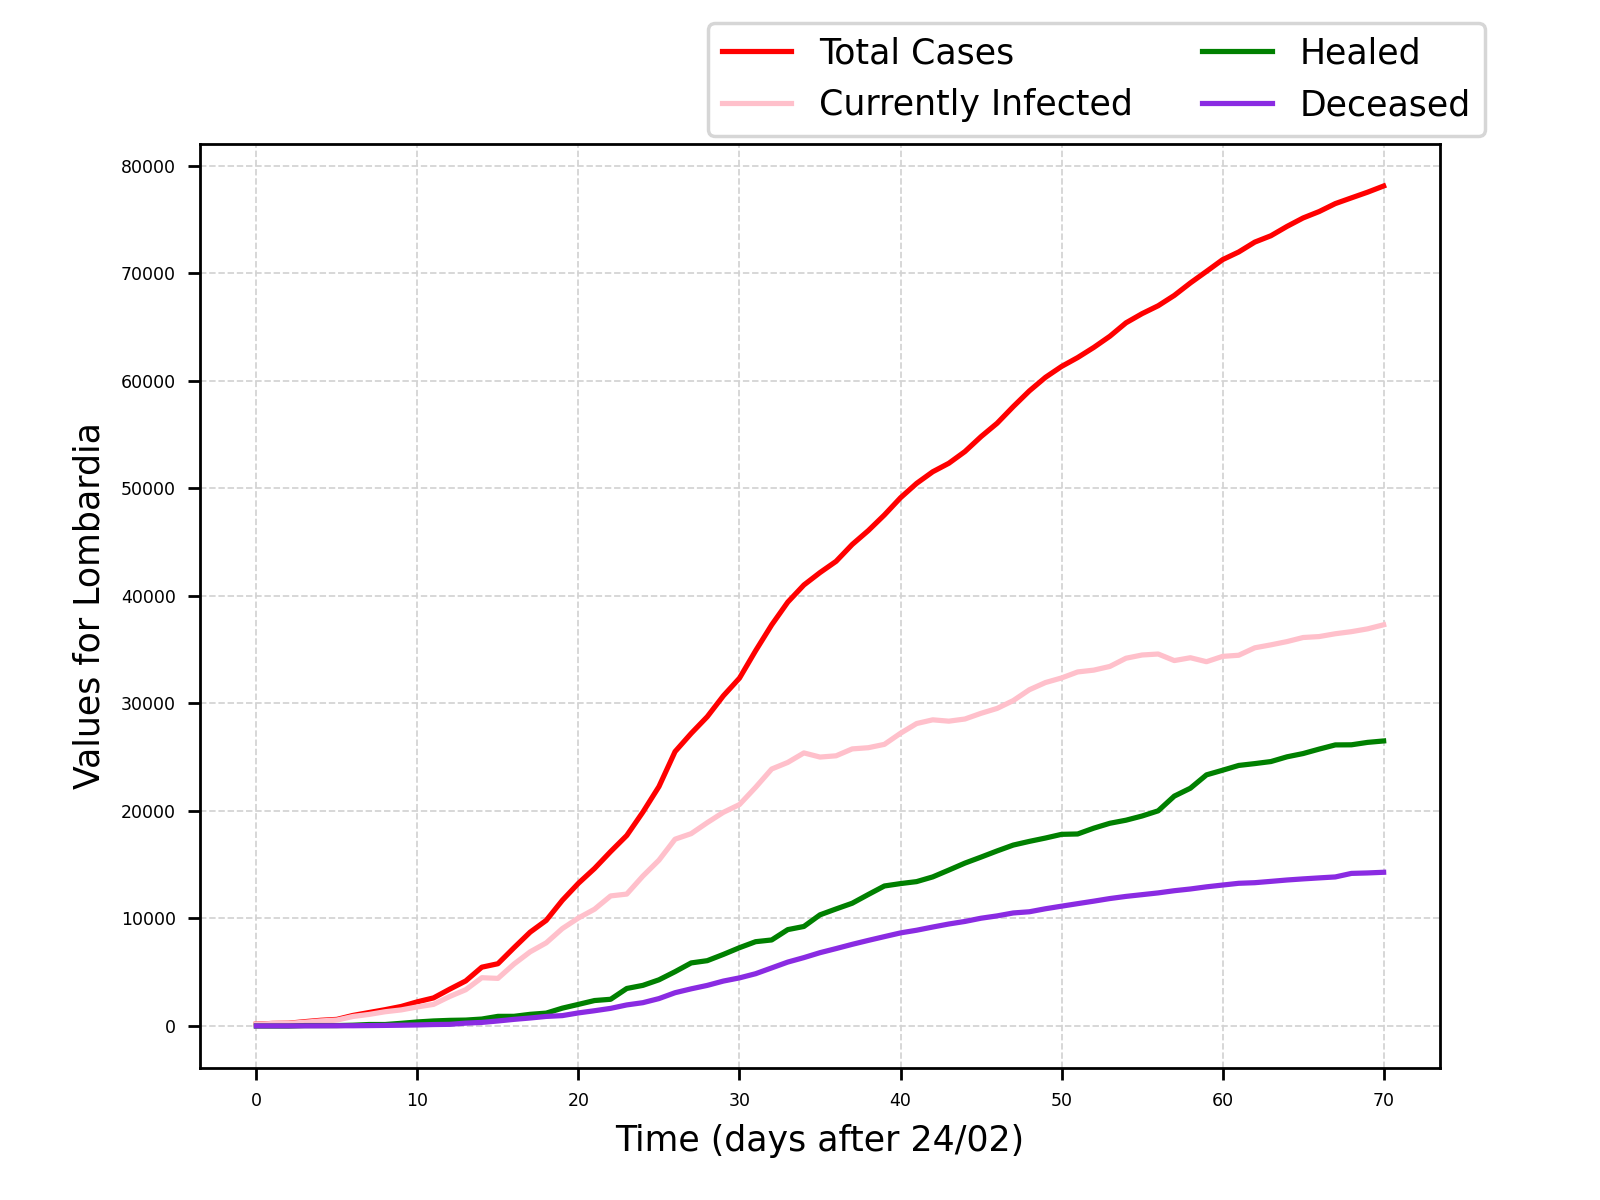 Total Cases
Currently Infected
Healed
Deceased
80000
70000
60000
50000
40000
30000
20000
10000
0
Values for Lombardia
0 10 20 30 40 50 60 70
Time (days after 24/02)